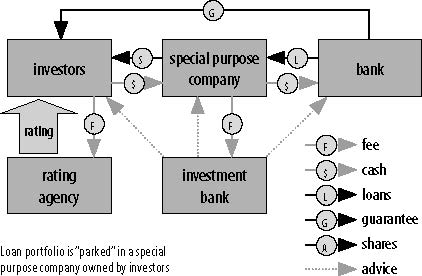 G
S
L
investors
special purpose
company
bank
$
$
rating
F
F
rating
agency
investment
bank
F fee
$ cash
L loans
G guarantee
A shares
advice
Loan portfolio is "parked" in a special
purpose company owned by investors